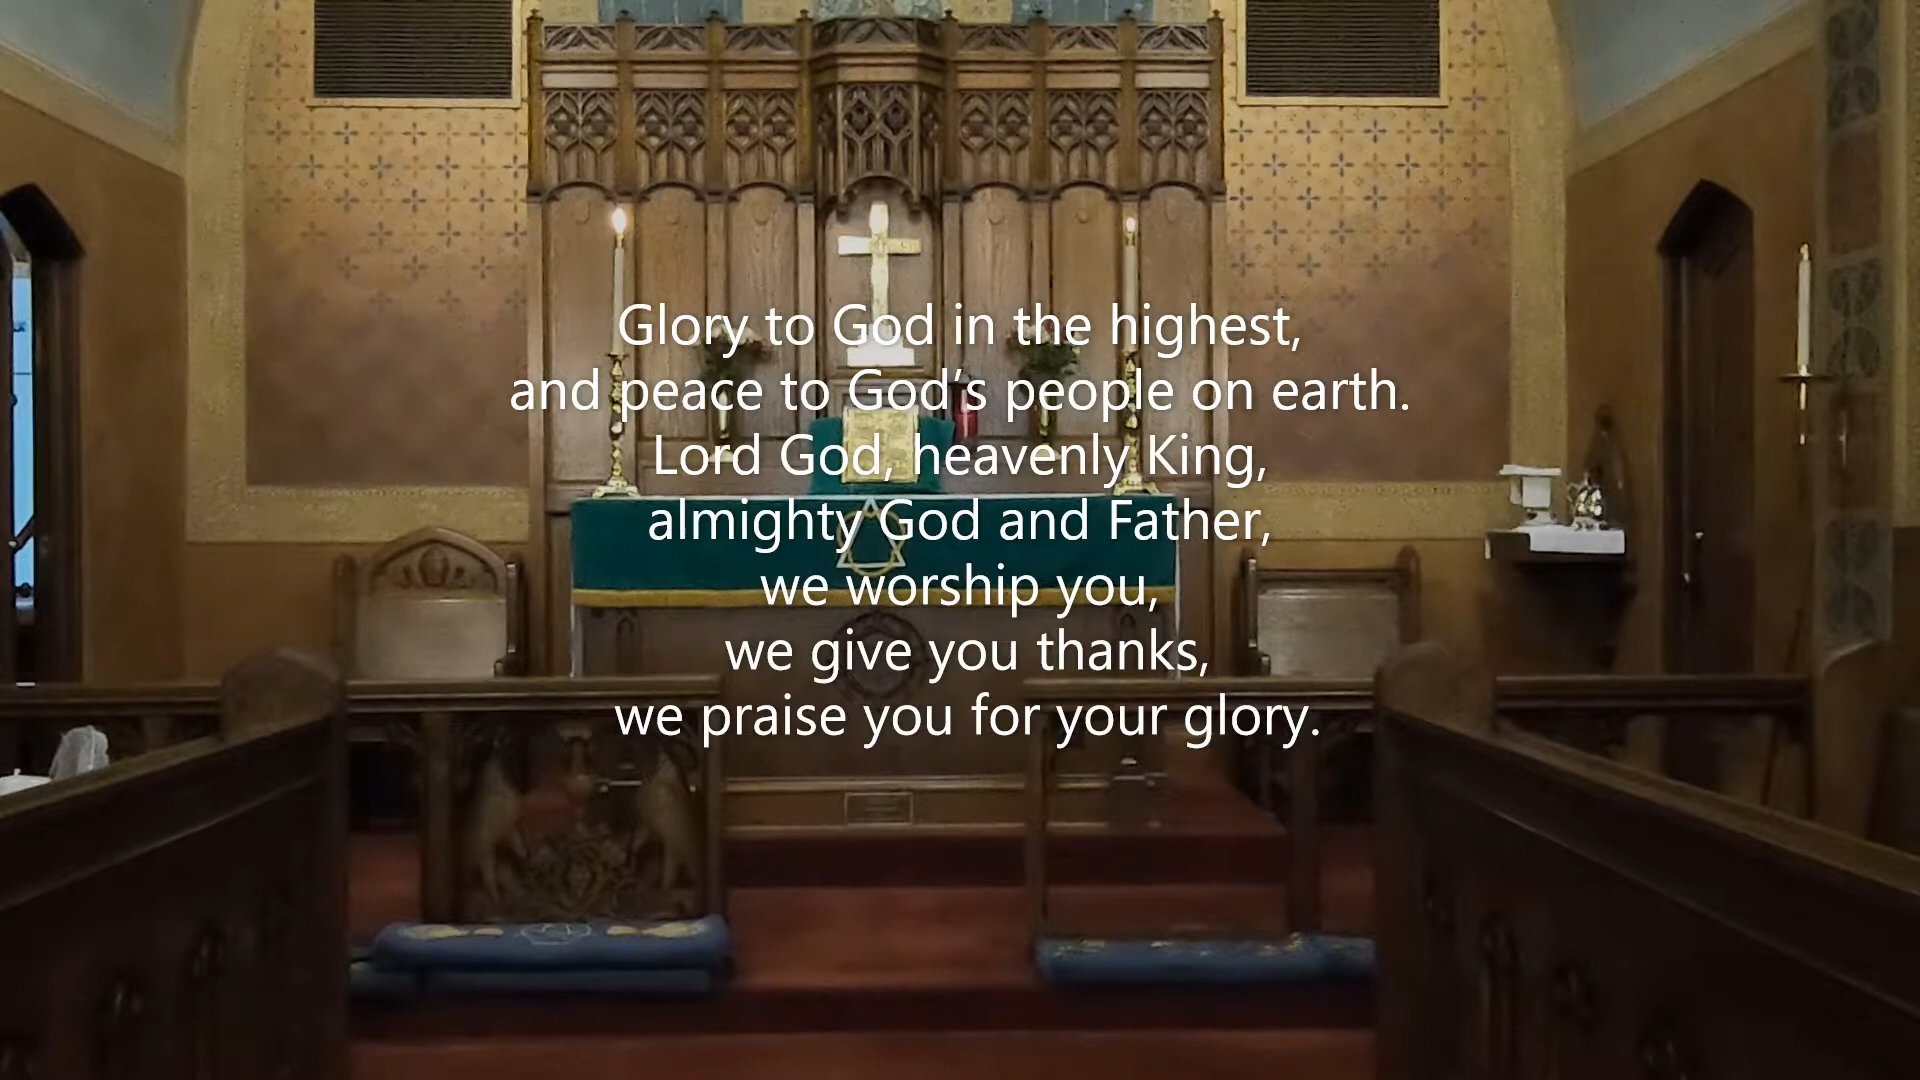 Glory to God in the highest,
and peace to God's people on earth.
Lord God, heavenly King,
almighty God and Father,
we worship you,
we give you thanks,
we praise you for your glory.